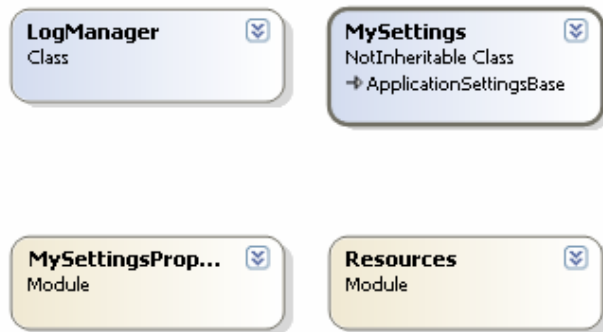 LogManager
Class
MySettings
NotInheritable Class
ApplicationSettingsBase
MySettingsProp...
Module
Resources
Module